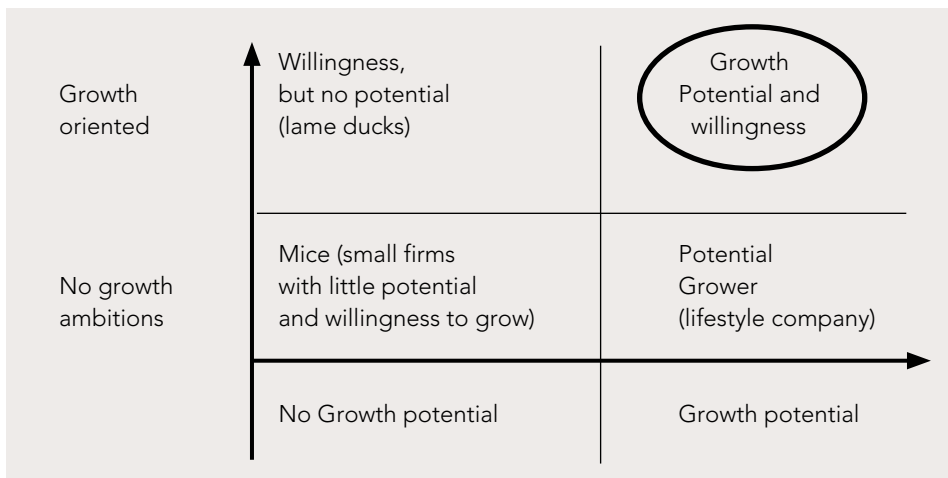 Growth
oriented
Willingness,
but no potential
(lame ducks)
Growth
Potential and
willingness
No growth
ambitions
Mice (small firms
with little potential
and willingness to grow)
Potential
Grower
(lifestyle company)
No Growth potential
Growth potential